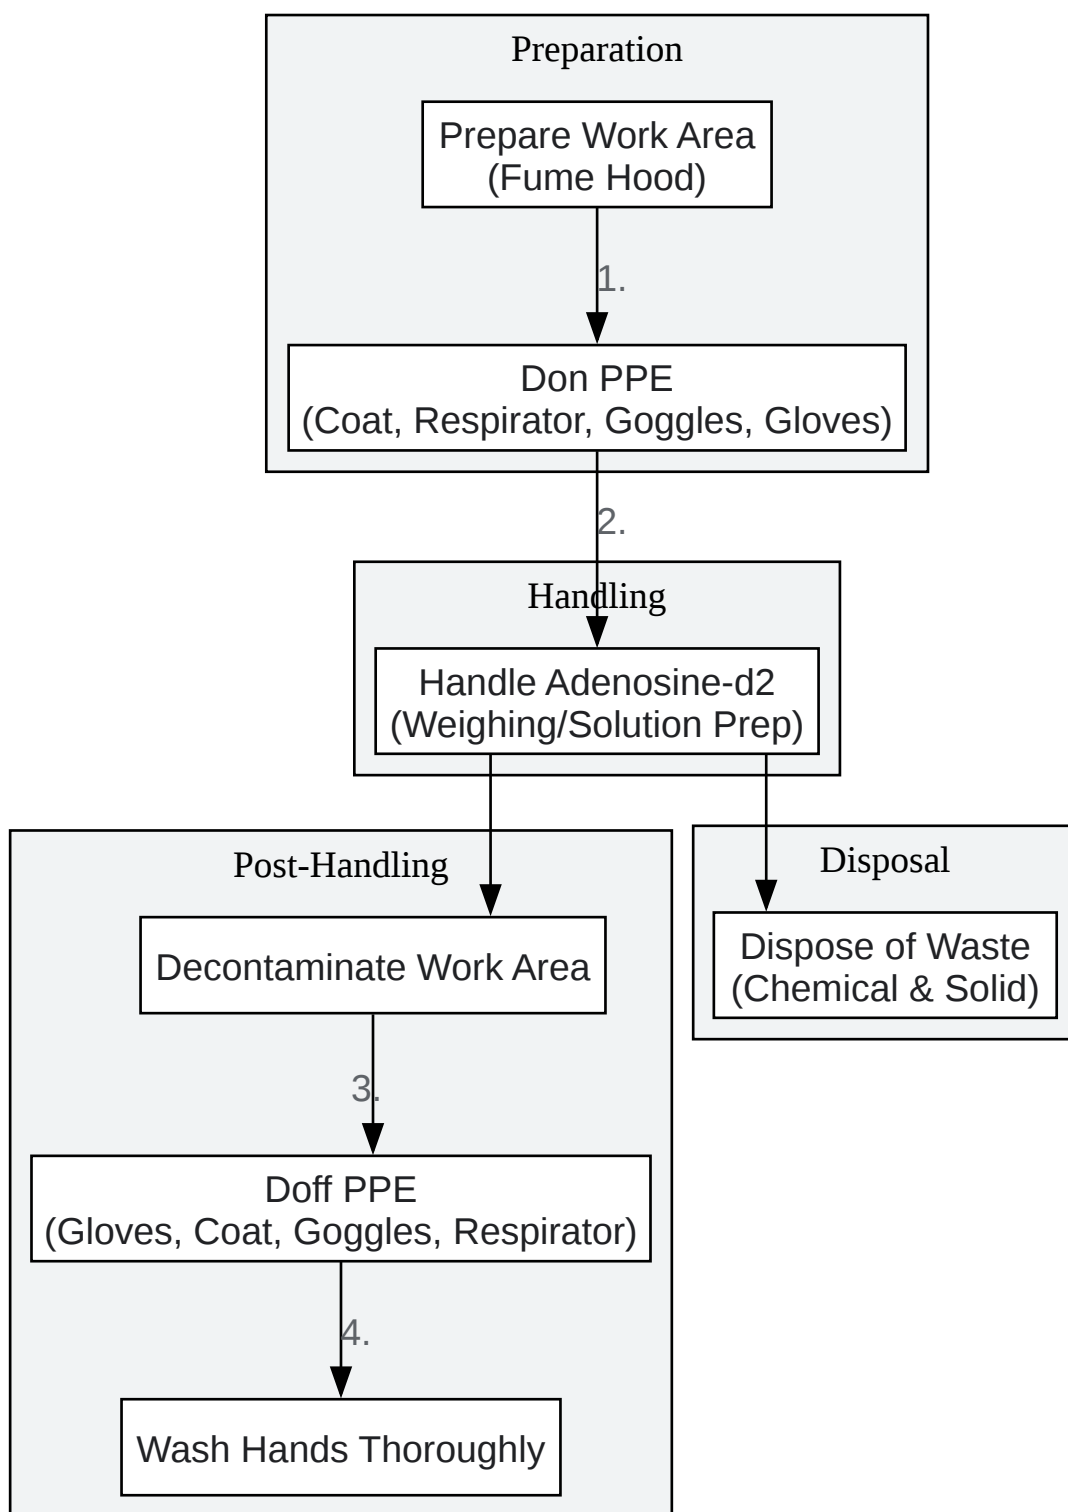 Preparation
Prepare Work Area
(Fume Hood)
1.
Don PPE
(Coat, Respirator, Goggles, Gloves)
2.
Handling
Handle Adenosine-d2
(Weighing/Solution Prep)
Post-Handling
Decontaminate Work Area
3.
Doff PPE
(Gloves, Coat, Goggles, Respirator)
4.
Wash Hands Thoroughly
Disposal
Dispose of Waste
(Chemical & Solid)